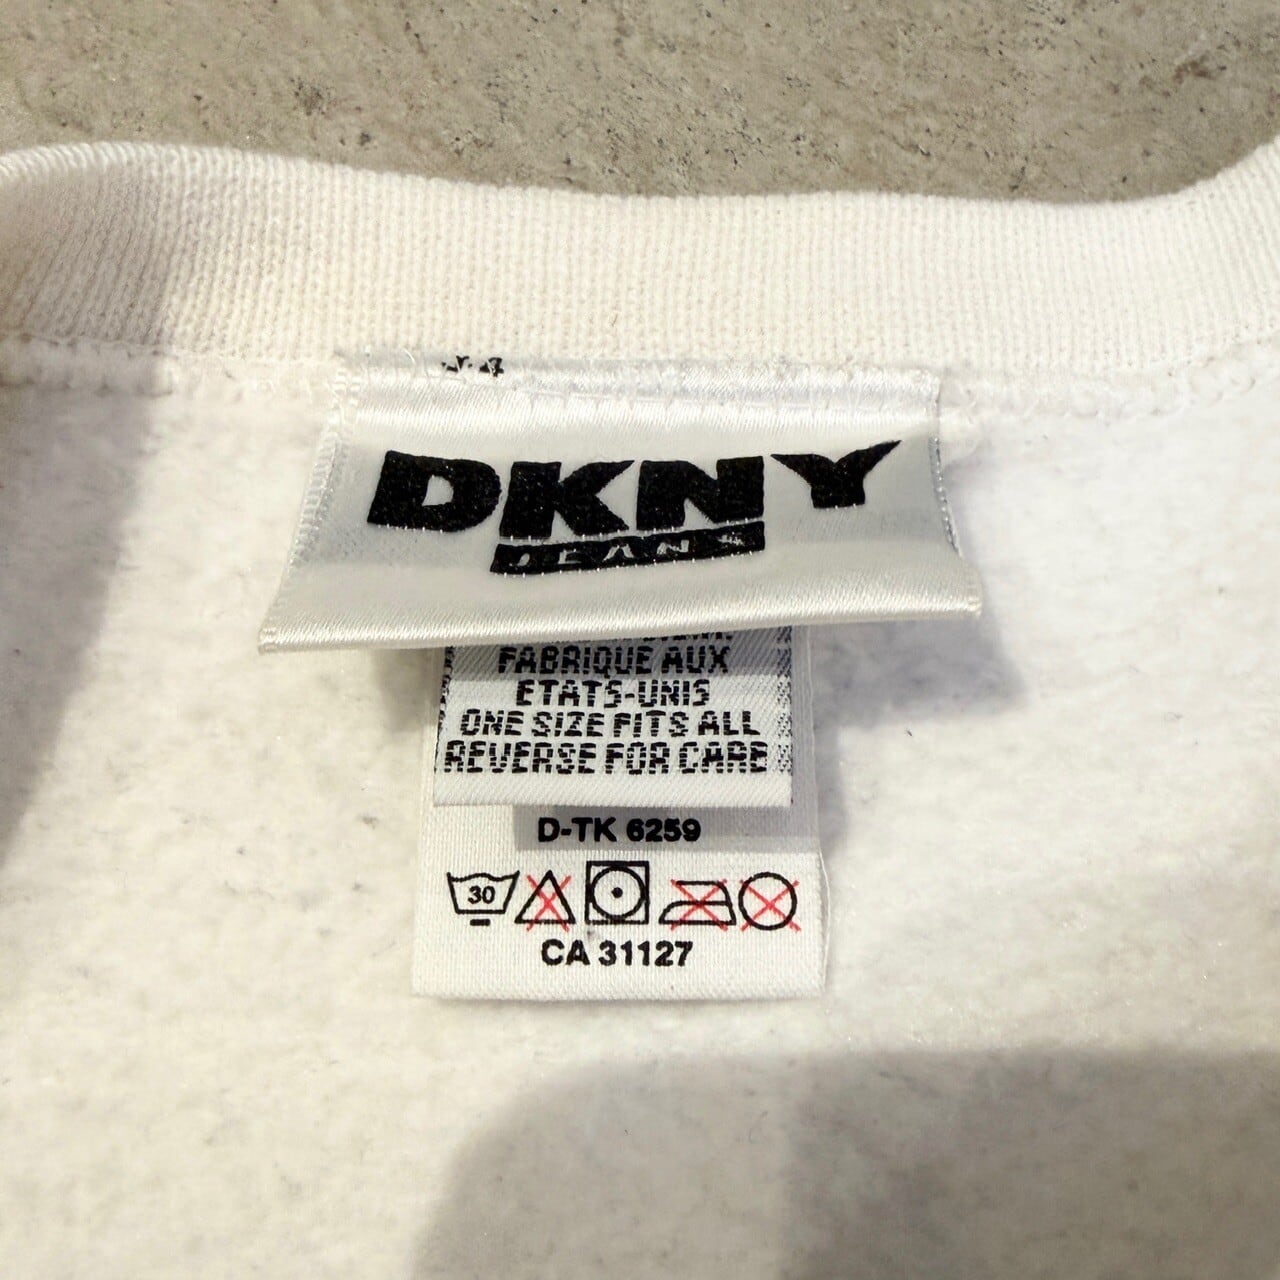 DKNY
JEANS
FABRIQUE AUX
ETATS-UNIS
ONE SIZE FITS ALL
REVERSE FOR CARE
D-TK 6259
30
CA 31127